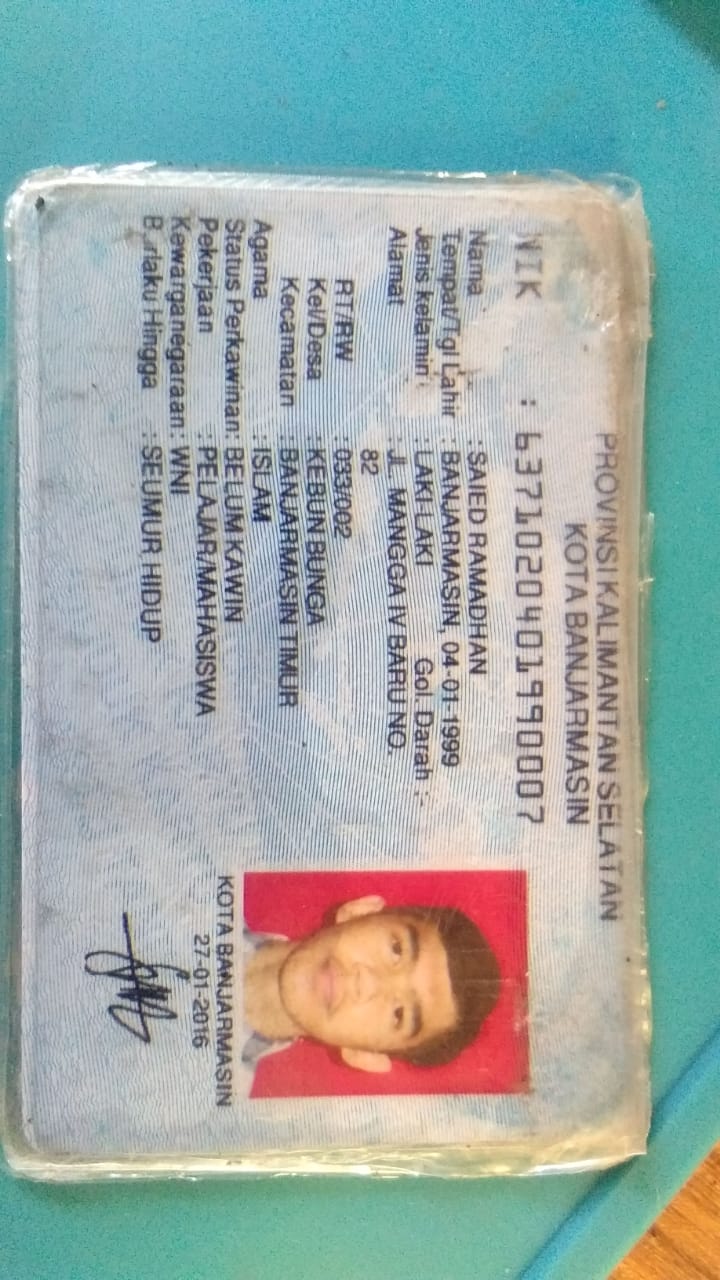 PROVINSI KALIMANTAN SELATAN
KOTA BANJARMASIN
NIK : 6371020401990007
Nama : SAIED RAMADHAN
Tempat/Tgl Lahir : BANJARMASIN, 04-01-1999
Jenis kelamin : LAKI-LAKI Gol. Darah : -
Alamat : JL. MANGGA IV BARU NO.
82
RT/RW : 033/002
Kel/Desa : KEBUN BUNGA
Kecamatan : BANJARMASIN TIMUR
Agama : ISLAM
Status Perkawinan: BELUM KAWIN
Pekerjaan : PELAJAR/MAHASISWA
Kewarganegaraan: WNI
Berlaku Hingga : SEUMUR HIDUP
KOTA BANJARMASIN
27-01-2016